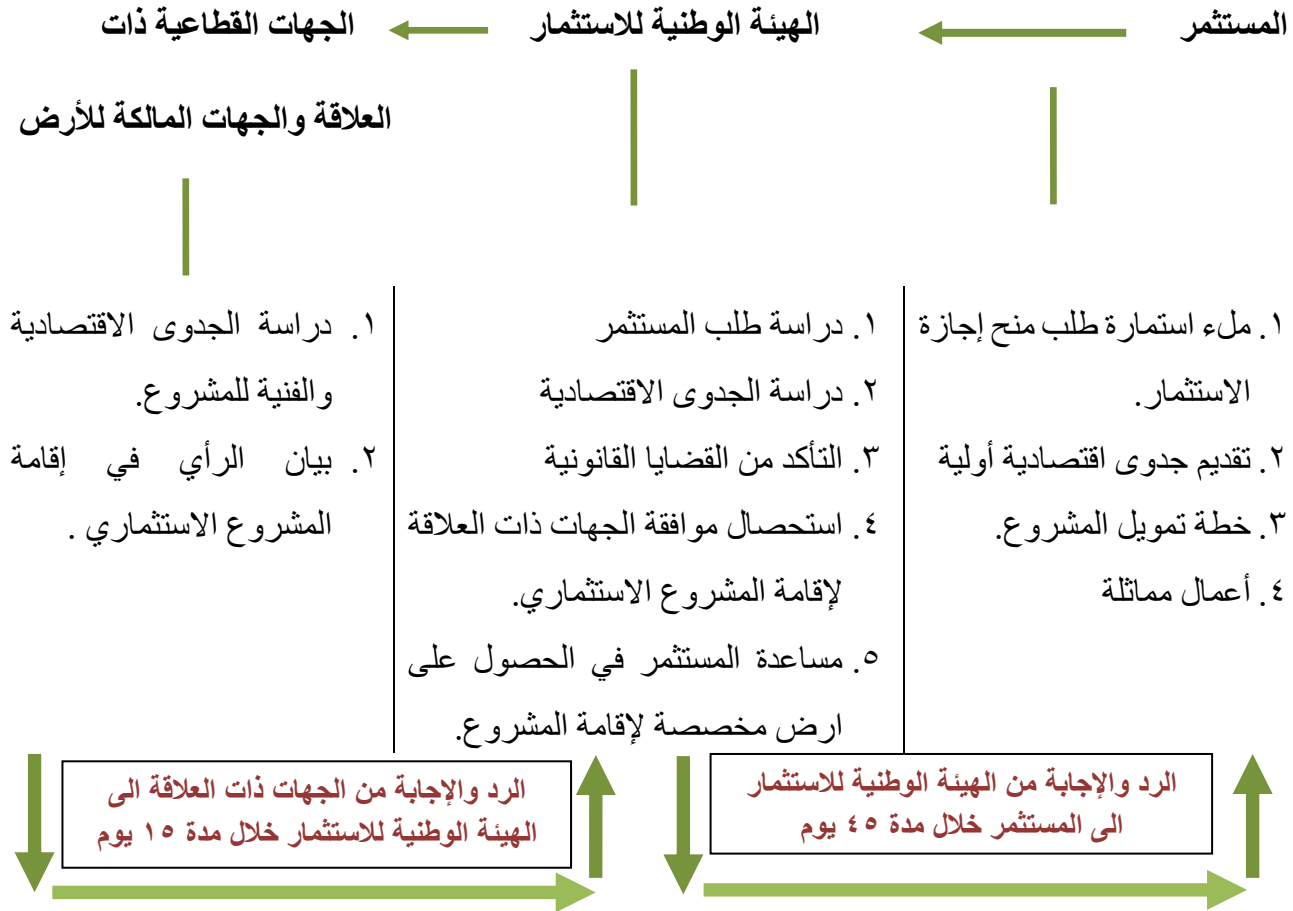 المستثمر
الهيئة الوطنية للاستثمار
الجهات القطاعية ذات
العلاقة والجهات المالكة للأرض
١. ملء استمارة طلب منح إجازة
الاستثمار.
٢. تقديم جدوى اقتصادية أولية
٣. خطة تمويل المشروع.
٤. أعمال مماثلة
١. دراسة طلب المستثمر
٢. دراسة الجدوى الاقتصادية
٣. التأكد من القضايا القانونية
٤. استحصال موافقة الجهات ذات العلاقة
لإقامة المشروع الاستثماري.
٥. مساعدة المستثمر في الحصول على
ارض مخصصة لإقامة المشروع.
١. دراسة الجدوى الاقتصادية
والفنية للمشروع.
٢. بيان الرأي في إقامة
المشروع الاستثماري .
الرد والإجابة من الهيئة الوطنية للاستثمار
الى المستثمر خلال مدة ٤٥ يوم
الرد والإجابة من الجهات ذات العلاقة الى
الهيئة الوطنية للاستثمار خلال مدة ١٥ يوم